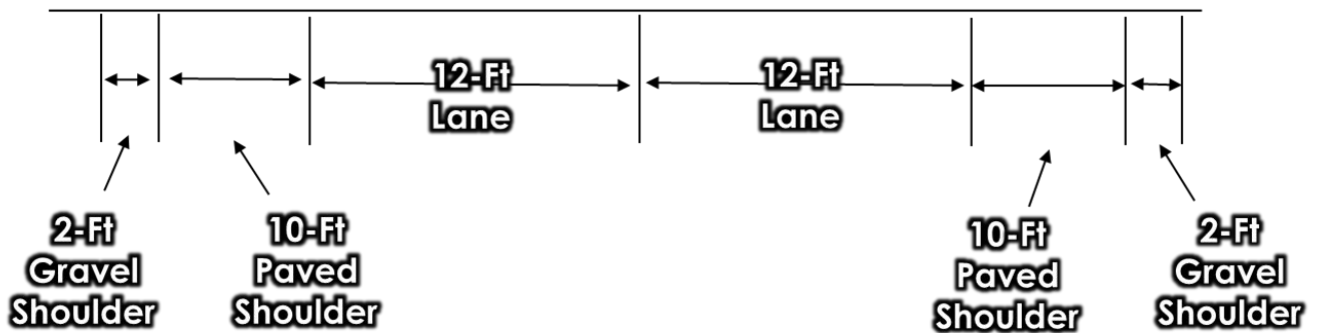 12-Ft
Lane
12-Ft
Lane
2-Ft
Gravel
Shoulder
10-Ft
Paved
Shoulder
10-Ft
Paved
Shoulder
2-Ft
Gravel
Shoulder